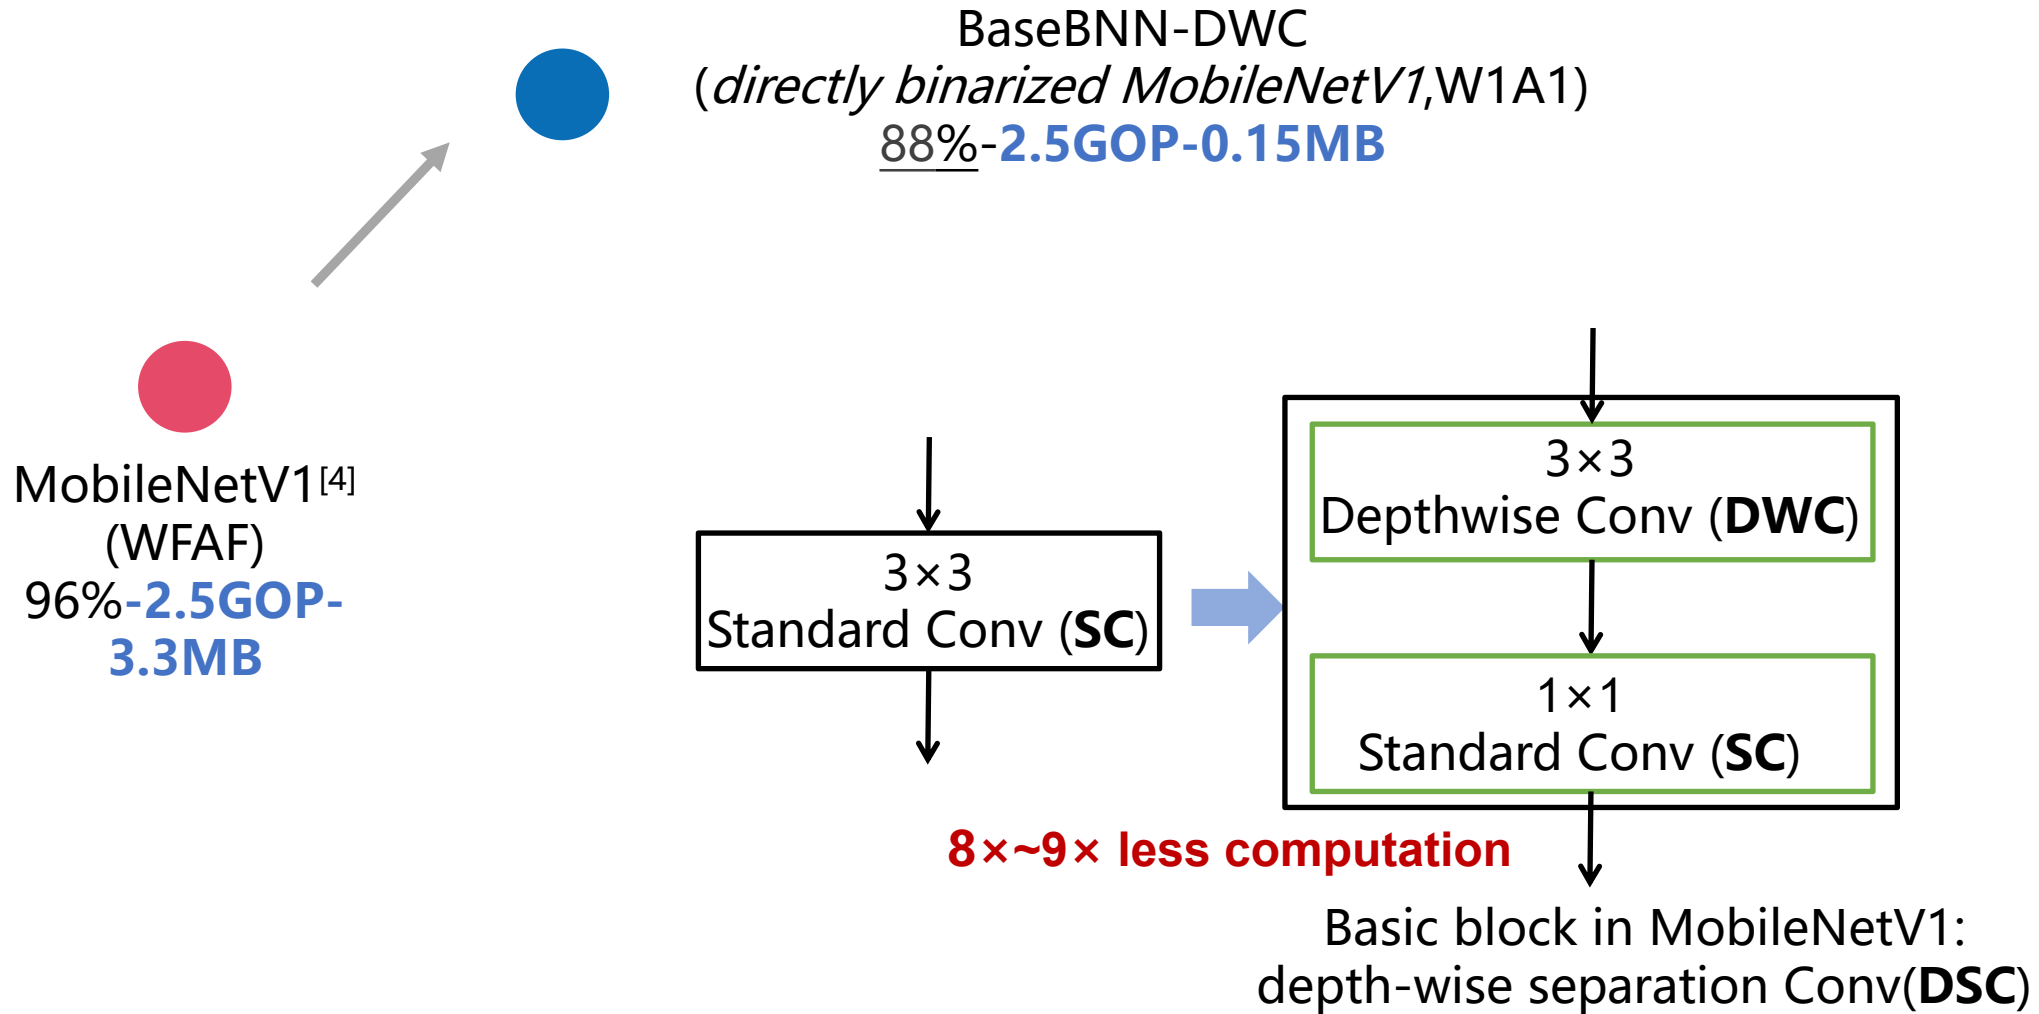 BaseBNN-DWC
(directly binarized MobileNetV1,W1A1)
88%-2.5GOP-0.15MB
MobileNetV1[4]
(WFAF)
96%-2.5GOP-
3.3MB
3×3
Standard Conv (SC)
3×3
Depthwise Conv (DWC)
1×1
Standard Conv (SC)
8×~9× less computation
Basic block in MobileNetV1:
depth-wise separation Conv(DSC)